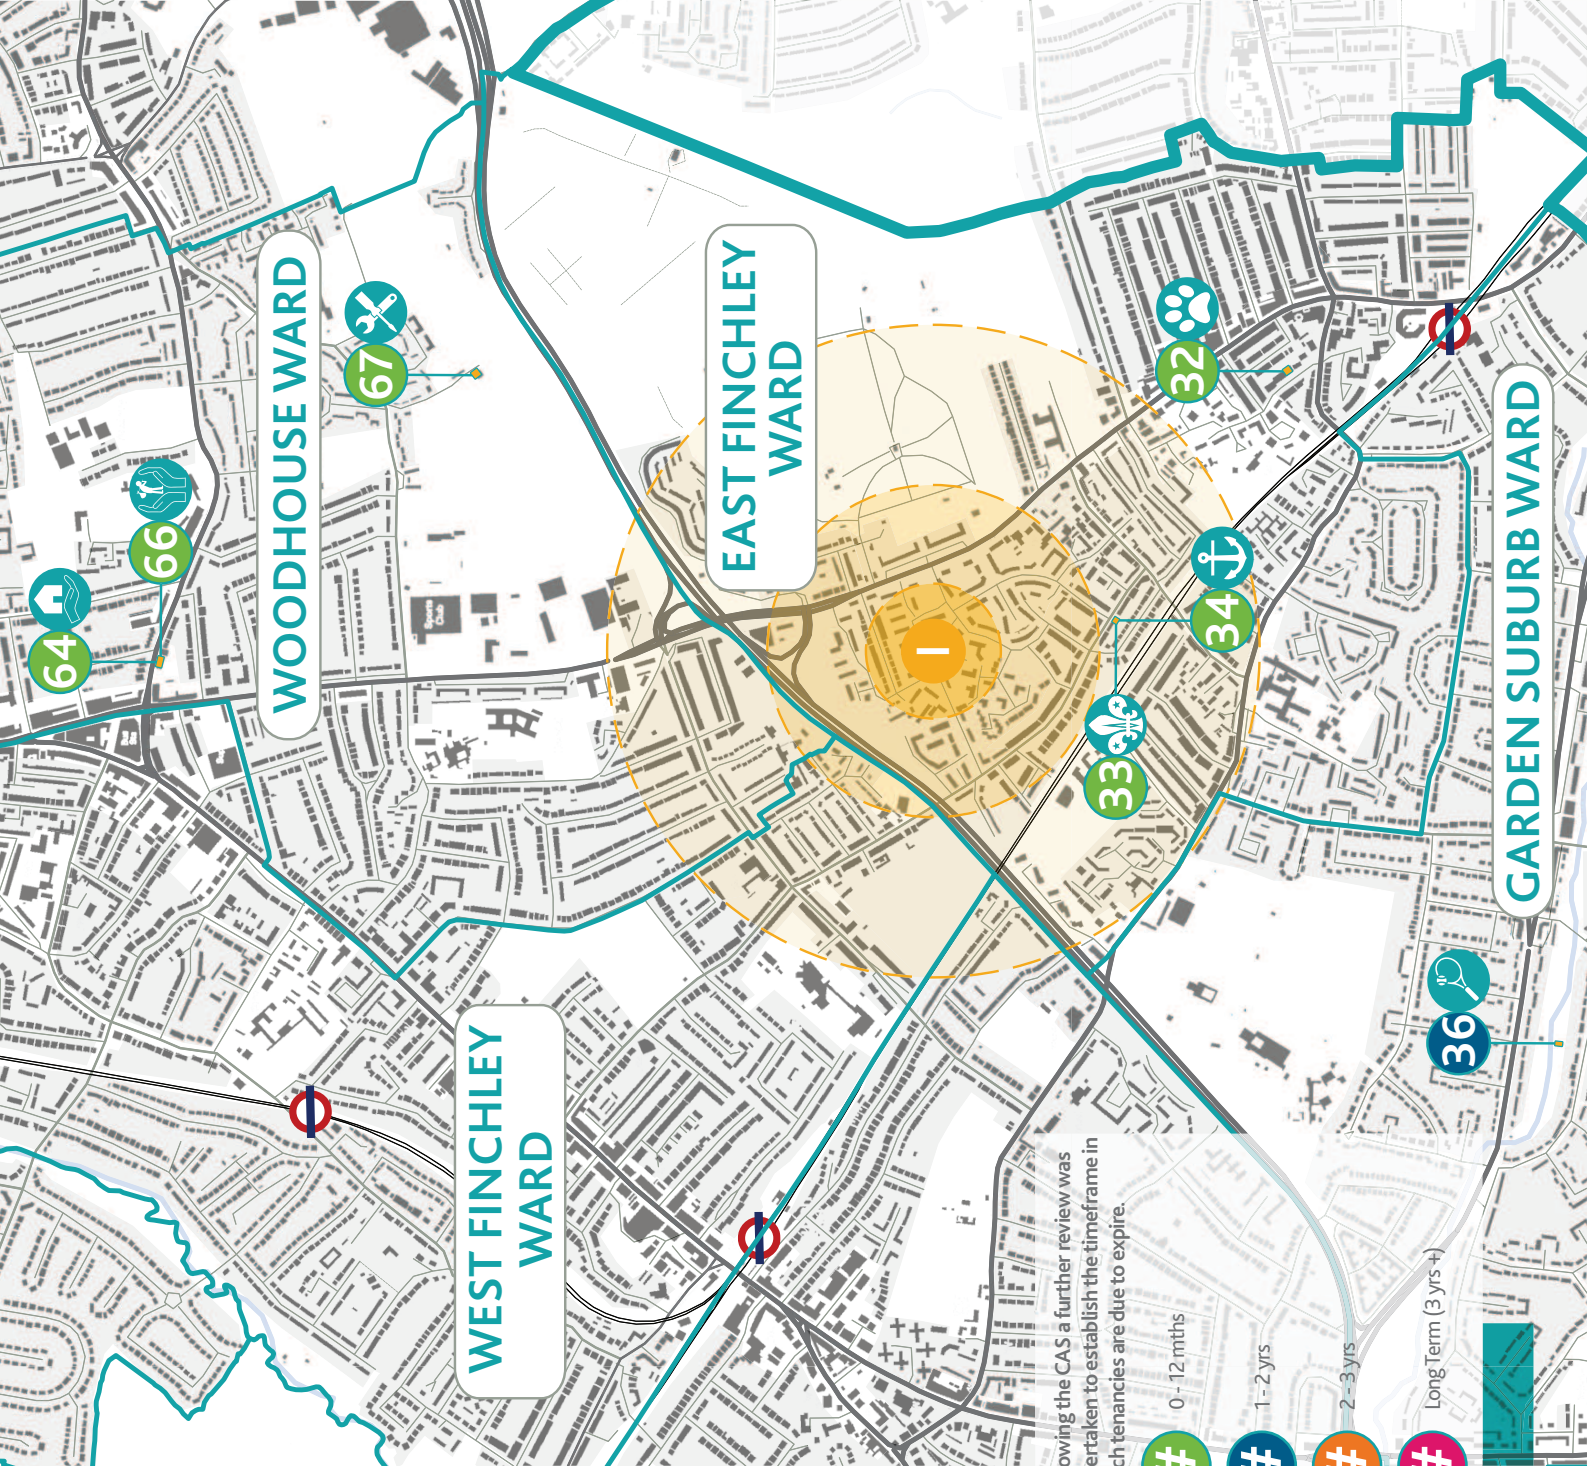 64
66
WOODHOUSE WARD
67
EAST FINCHLEY
WARD
32
I
34
33
GARDEN SUBURB WARD
36
WEST FINCHLEY
WARD
Sports
Club
owing the CAS a further review was
ertaken to establish the timeframe in
ch tenancies are due to expire.
# 0 - 12 mths
# 1 - 2 yrs
# 2 - 3 yrs
# Long Term (3 yrs +)